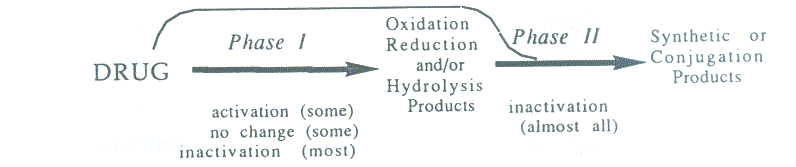 DRUG
Phase I
activation (some)
no change (some)
inactivation (most)
Oxidation
Reduction
and/or
Hydrolysis
Products
Phase II
inactivation
(almost all)
Synthetic or
Conjugation
Products